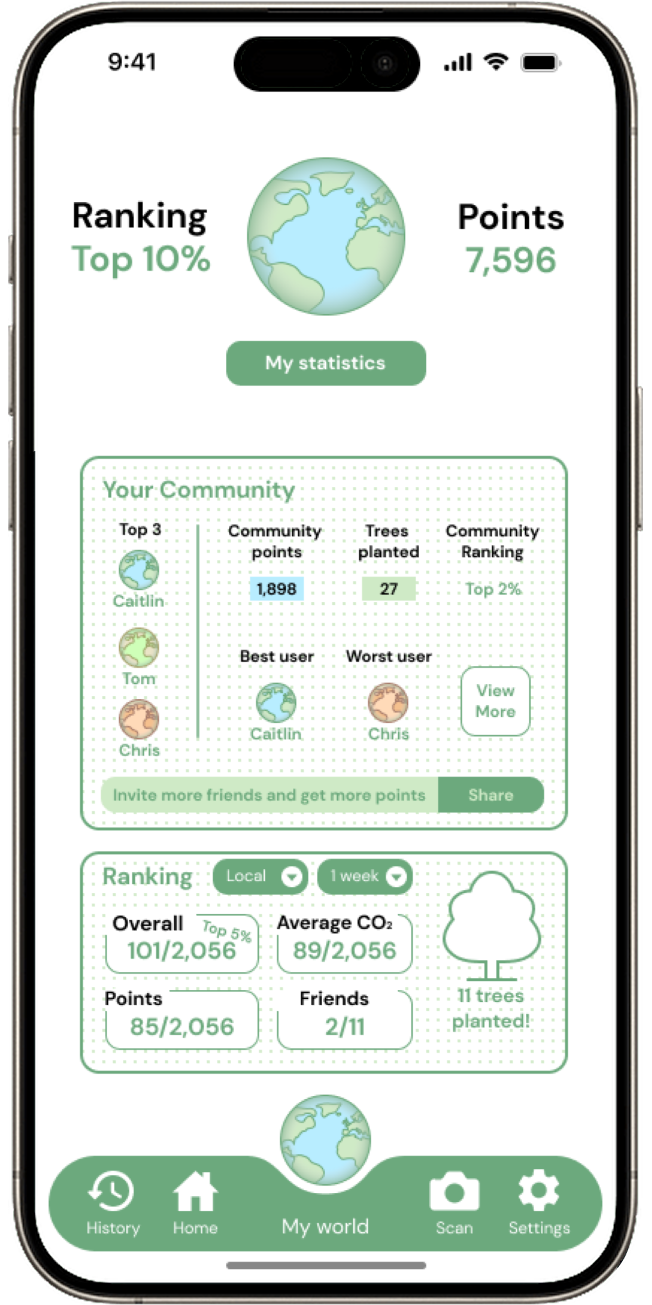 9:41
Ranking
Top 10%
Points
7,596
My statistics
Your Community
Top 3
Caitlin
Tom
Chris
Community
points
1,898
Trees
planted
27
Community
Ranking
Top 2%
Best user
Caitlin
Worst user
Chris
View
More
Invite more friends and get more points
Share
Ranking
Local
1 week
Overall
Top 5%
101/2,056
Average CO₂
89/2,056
Points
85/2,056
Friends
2/11
11 trees
planted!
History
Home
My world
Scan
Settings